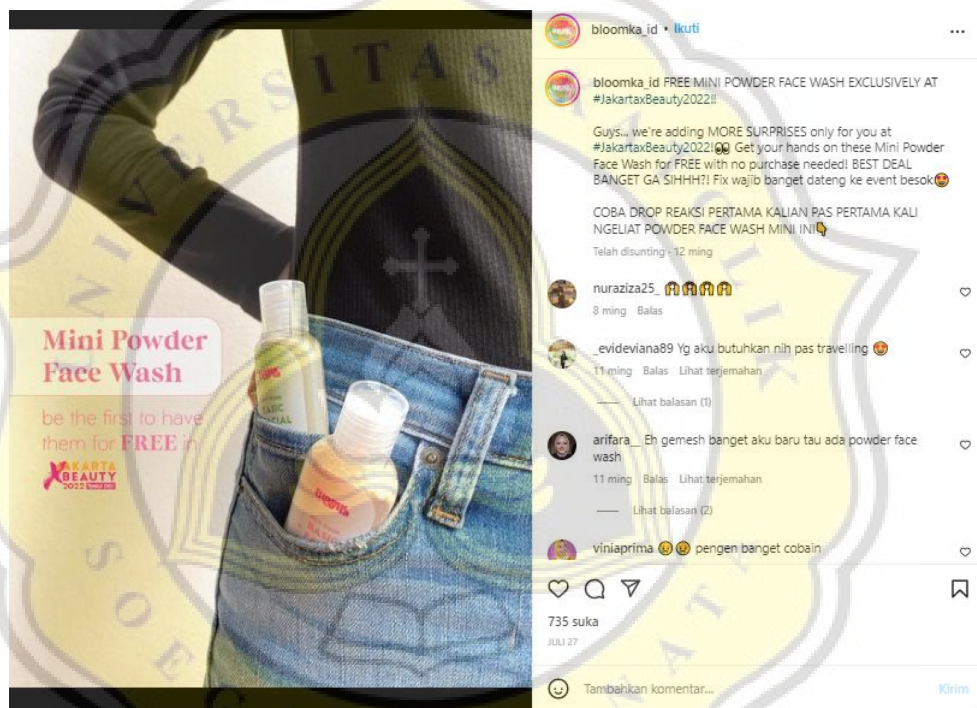 Mini Powder
Face Wash
be the first to have
them for FREE in
JAKARTA
X BEAUTY
2022
bloomka_id • Ikuti
bloomka_id FREE MINI POWDER FACE WASH EXCLUSIVELY AT
#JakartaxBeauty2022!!
Guys... we're adding MORE SURPRISES only for you at
#JakartaxBeauty2022!👀 Get your hands on these Mini Powder
Face Wash for FREE with no purchase needed! BEST DEAL
BANGET GA SIHHH?! Fix wajib banget dateng ke event besok😍
COBA DROP REAKSI PERTAMA KALIAN PAS PERTAMA KALI
NGELIAT POWDER FACE WASH MINI INI👇
Telah disunting · 12 ming
nuraziza25_ 😱😱😱😱
8 ming Balas
_evideviana89 Yg aku butuhkan nih pas travelling 😍
11 ming Balas Lihat terjemahan
Lihat balasan (1)
arifara__ Eh gemesh banget aku baru tau ada powder face
wash
11 ming Balas Lihat terjemahan
Lihat balasan (2)
viniaprima 😢😢 pengen banget cobain
735 suka
JULI 27
Tambahkan komentar...
Kirim
UNIVERSITAS KATOLIK